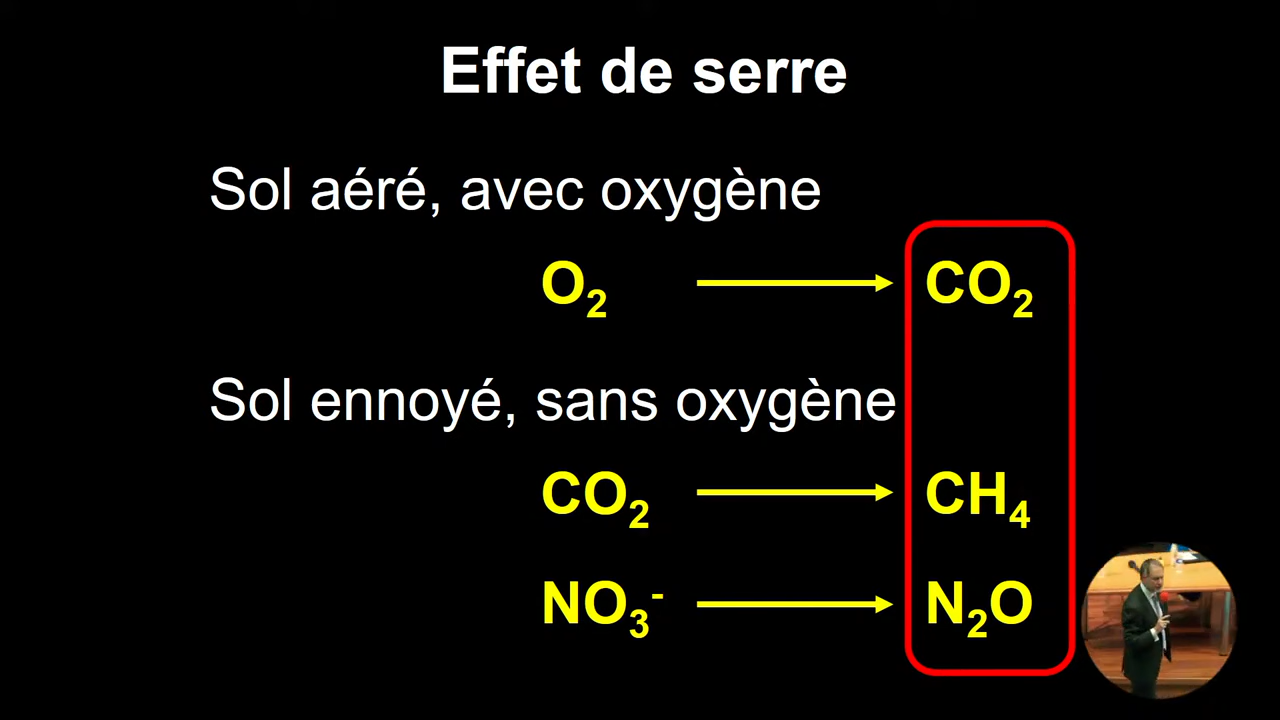 Effet de serre
Sol aéré, avec oxygène
O₂ → CO₂
Sol ennoyé, sans oxygène
CO₂ → CH₄
NO₃⁻ → N₂O